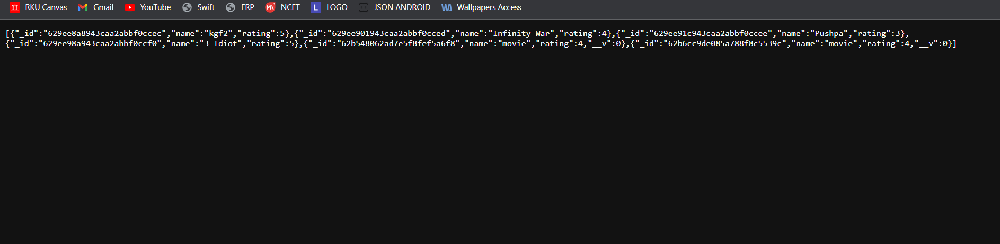 RKU Canvas Gmail YouTube Swift ERP MA NCET L LOGO JSON ANDROID WA Wallpapers Access
[{"_id":"629ee8a8943caa2abbf0ccec","name":"kgf2","rating":5},{"_id":"629ee901943caa2abbf0cced","name":"Infinity War","rating":4},{"_id":"629ee91c943caa2abbf0ccee","name":"Pushpa","rating":3},
{"_id":"629ee98a943caa2abbf0ccf0","name":"3 Idiot","rating":5},{"_id":"62b548062ad7e5f8fef5a6f8","name":"movie","rating":4,"__v":0},{"_id":"62b6cc9de085a788f8c5539c","name":"movie","rating":4,"__v":0}]